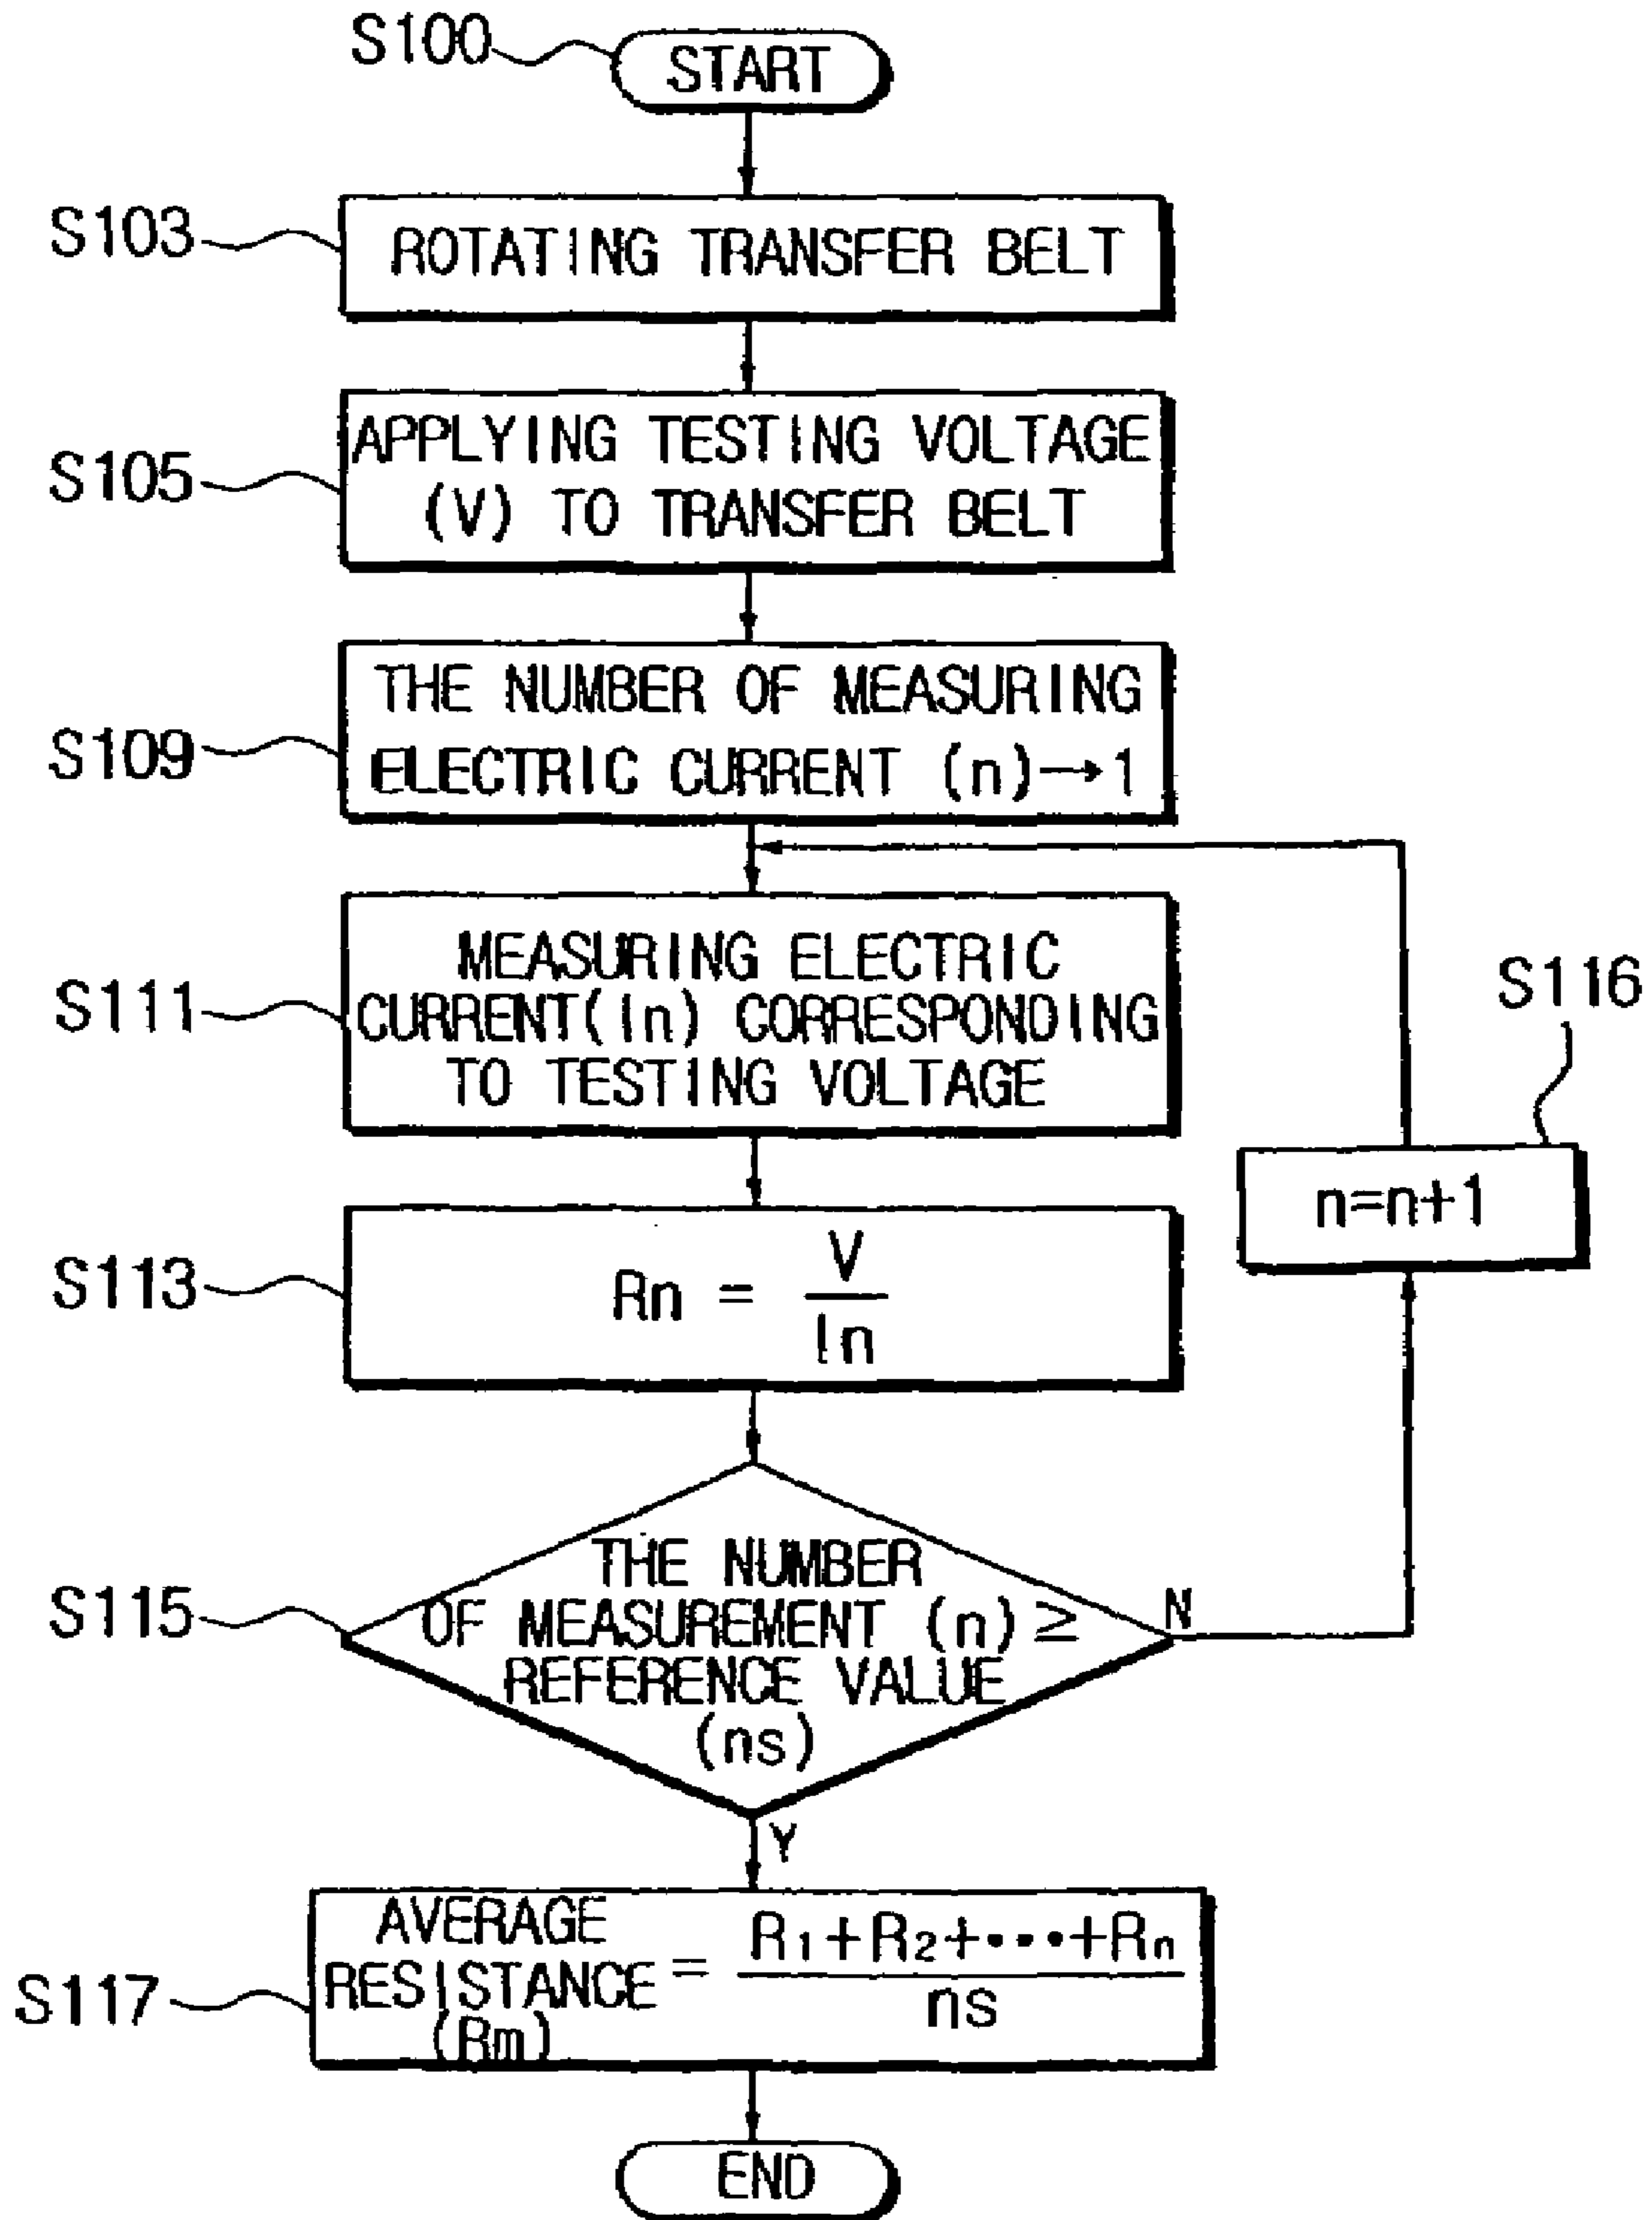 S100
START
S103
ROTATING TRANSFER BELT
S105
APPLYING TESTING VOLTAGE
(V) TO TRANSFER BELT
S109
THE NUMBER OF MEASURING
ELECTRIC CURRENT (n)→1
S111
MEASURING ELECTRIC
CURRENT(In) CORRESPONDING
TO TESTING VOLTAGE
S116
n=n+1
S113
Rn = V
In
S115
THE NUMBER
OF MEASUREMENT (n)≥
REFERENCE VALUE
(ns)
N
Y
S117
AVERAGE
RESISTANCE
(Rm)
= R1+R2+•••+Rn
ns
END